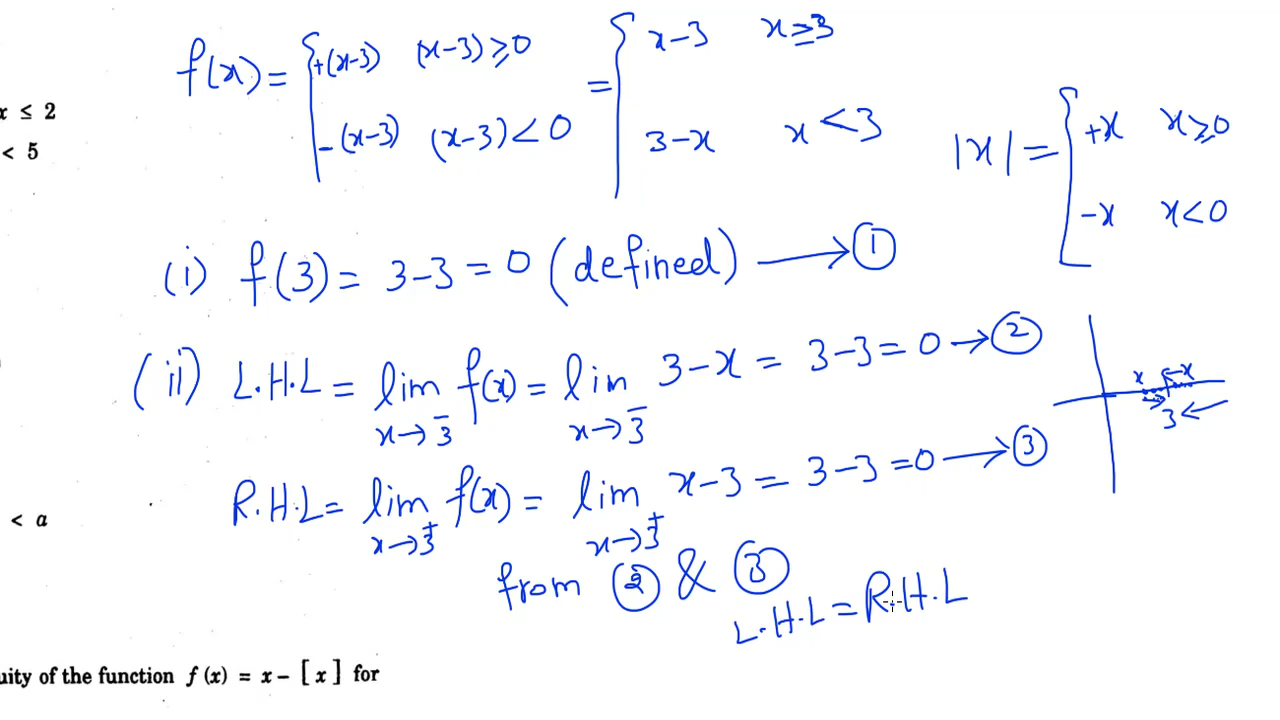 f(x) = { +(x-3) (x-3) ≥ 0 = { x-3 x ≥ 3
-(x-3) (x-3) < 0 3-x x < 3
x ≤ 2
< 5
|x| = { +x x ≥ 0
-x x < 0
(i) f(3) = 3-3 = 0 (defined) → ①
(ii) L.H.L = lim x→3⁻ f(x) = lim x→3⁻ 3-x = 3-3 = 0 → ②
x ← x
3 ←
R.H.L = lim x→3⁺ f(x) = lim x→3⁺ x-3 = 3-3 = 0 → ③
< a
from ② & ③
L.H.L = R.H.L
uity of the function f (x) = x – [ x ] for